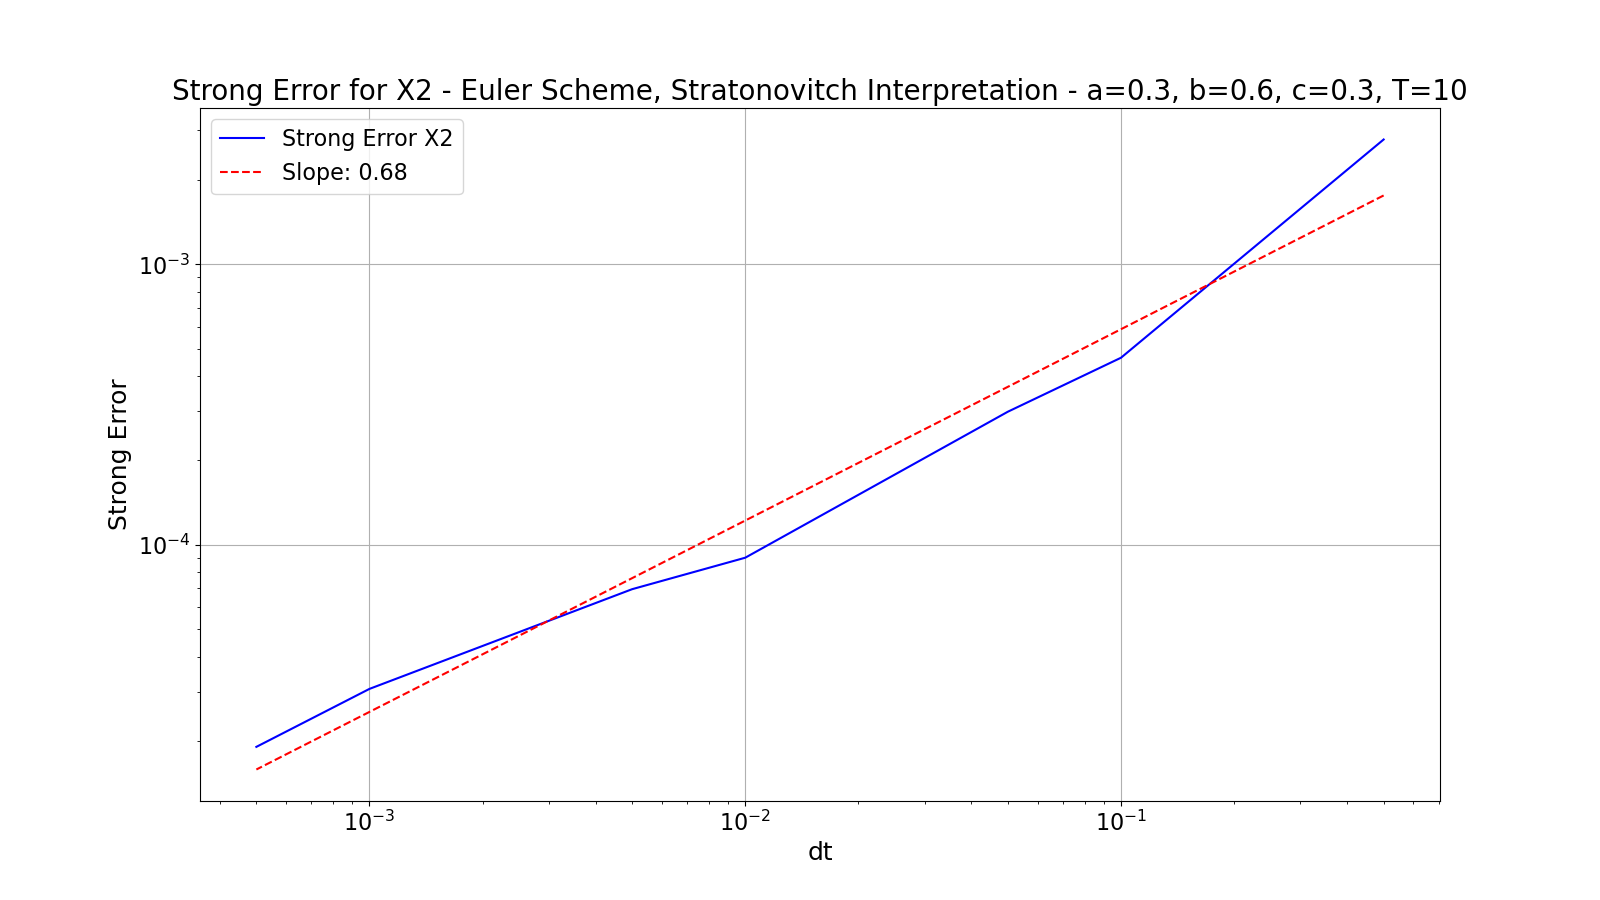 Strong Error for X2 - Euler Scheme, Stratonovitch Interpretation - a=0.3, b=0.6, c=0.3, T=10
Strong Error X2
Slope: 0.68
10⁻³
10⁻⁴
Strong Error
10⁻³ 10⁻² 10⁻¹
dt